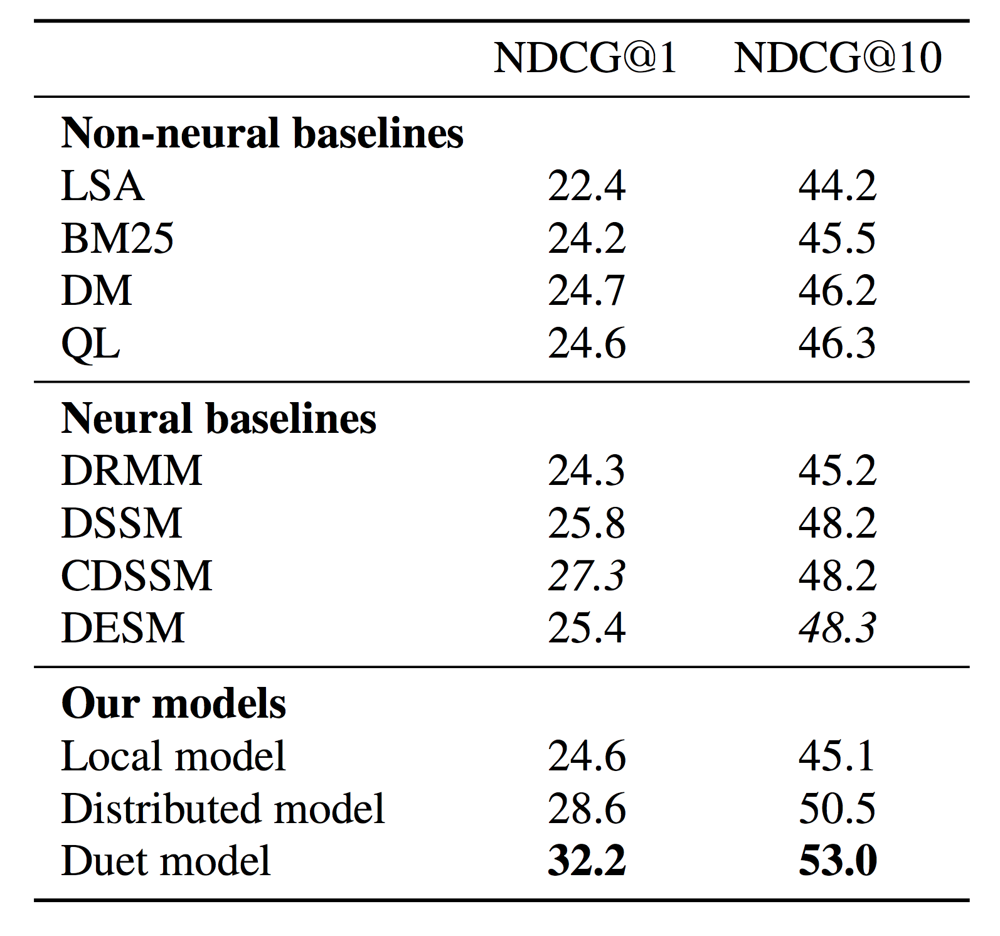 NDCG@1 NDCG@10
Non-neural baselines
LSA 22.4 44.2
BM25 24.2 45.5
DM 24.7 46.2
QL 24.6 46.3
Neural baselines
DRMM 24.3 45.2
DSSM 25.8 48.2
CDSSM 27.3 48.2
DESM 25.4 48.3
Our models
Local model 24.6 45.1
Distributed model 28.6 50.5
Duet model 32.2 53.0